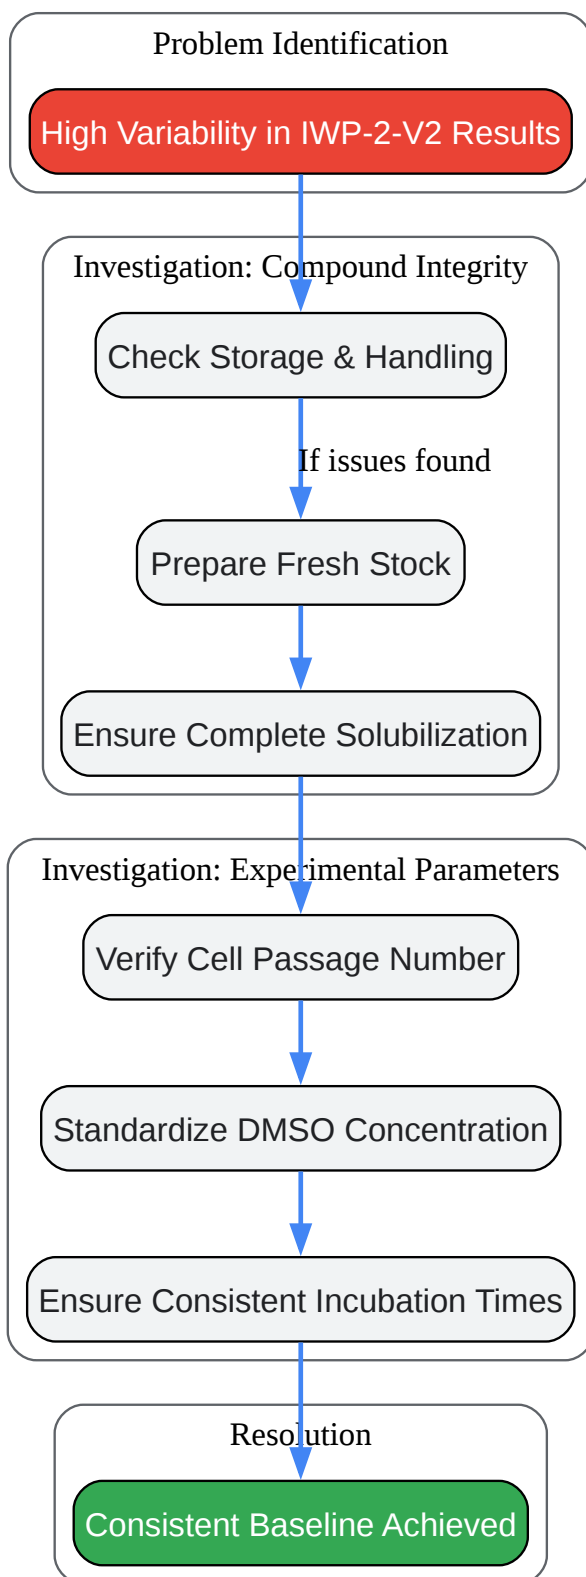 Problem Identification
High Variability in IWP-2-V2 Results
Investigation: Compound Integrity
Check Storage & Handling
If issues found
Prepare Fresh Stock
Ensure Complete Solubilization
Investigation: Experimental Parameters
Verify Cell Passage Number
Standardize DMSO Concentration
Ensure Consistent Incubation Times
Resolution
Consistent Baseline Achieved